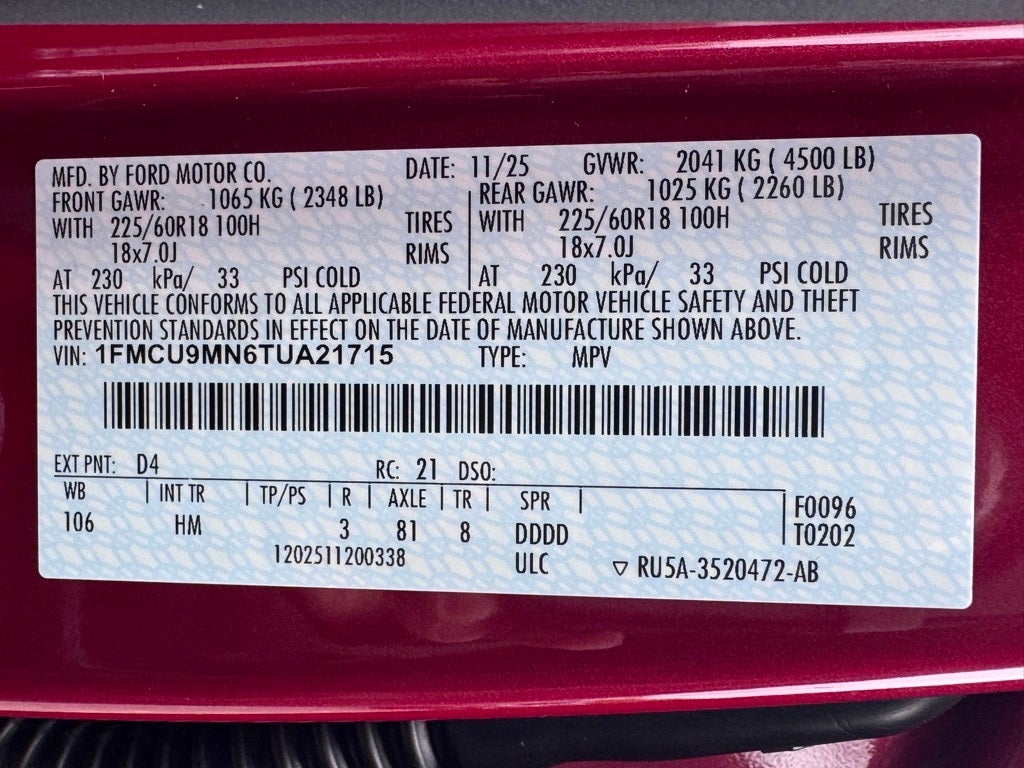 MFD. BY FORD MOTOR CO. DATE: 11/25 GVWR: 2041 KG ( 4500 LB)
FRONT GAWR: 1065 KG ( 2348 LB) REAR GAWR: 1025 KG ( 2260 LB)
WITH 225/60R18 100H TIRES WITH 225/60R18 100H TIRES
18x7.0J RIMS 18x7.0J RIMS
AT 230 kPa/ 33 PSI COLD AT 230 kPa/ 33 PSI COLD
THIS VEHICLE CONFORMS TO ALL APPLICABLE FEDERAL MOTOR VEHICLE SAFETY AND THEFT
PREVENTION STANDARDS IN EFFECT ON THE DATE OF MANUFACTURE SHOWN ABOVE.
VIN: 1FMCU9MN6TUA21715 TYPE: MPV
EXT PNT: D4 RC: 21 DSO:
WB INT TR TP/PS R AXLE TR SPR F0096
106 HM 3 81 8 DDDD T0202
1202511200338 ULC ▽ RU5A-3520472-AB